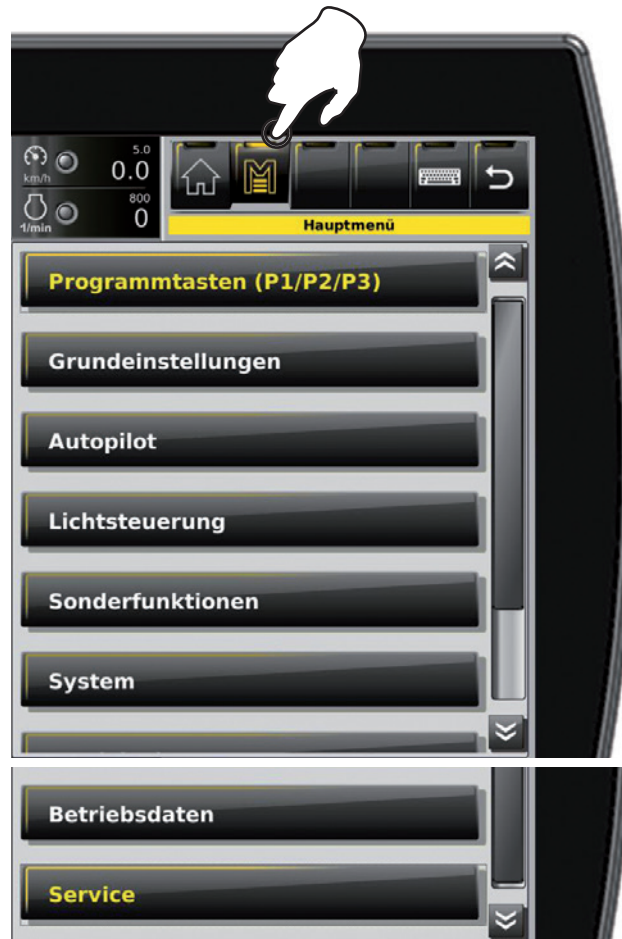 5.0
km/h 0.0
800
1/min 0
M
Hauptmenü
Programmtasten (P1/P2/P3)
Grundeinstellungen
Autopilot
Lichtsteuerung
Sonderfunktionen
System
Betriebsdaten
Service